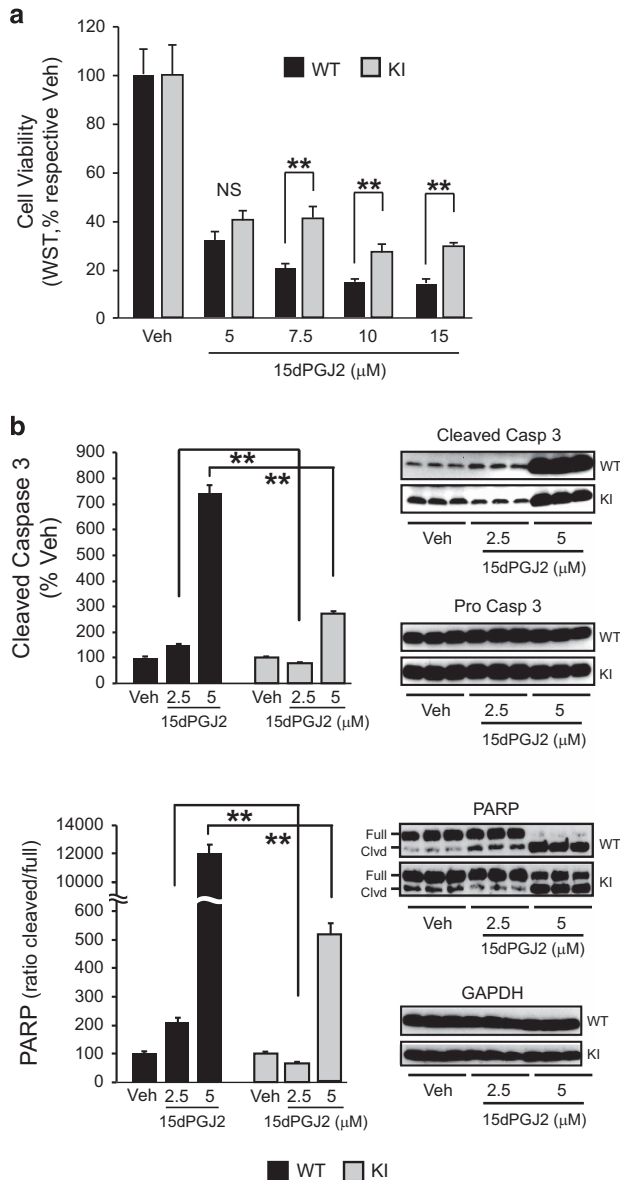 a
120
100
80
60
40
20
0
Cell Viability
(WST,% respective Veh)
WT KI
NS
**
**
**
Veh 5 7.5 10 15
15dPGJ2 (μM)
b
900
800
700
600
500
400
300
200
100
0
Cleaved Caspase 3
(% Veh)
**
**
Veh 2.5 5 Veh 2.5 5
15dPGJ2 15dPGJ2 (μM)
Cleaved Casp 3
WT
KI
Veh 2.5 5
15dPGJ2 (μM)
Pro Casp 3
WT
KI
Veh 2.5 5
15dPGJ2 (μM)
14000
12000
10000
600
500
400
300
200
100
0
PARP (ratio cleaved/full)
**
**
Veh 2.5 5 Veh 2.5 5
15dPGJ2 15dPGJ2 (μM)
PARP
Full
Clvd
WT
Full
Clvd
KI
Veh 2.5 5
15dPGJ2 (μM)
GAPDH
WT
KI
Veh 2.5 5
15dPGJ2 (μM)
WT KI